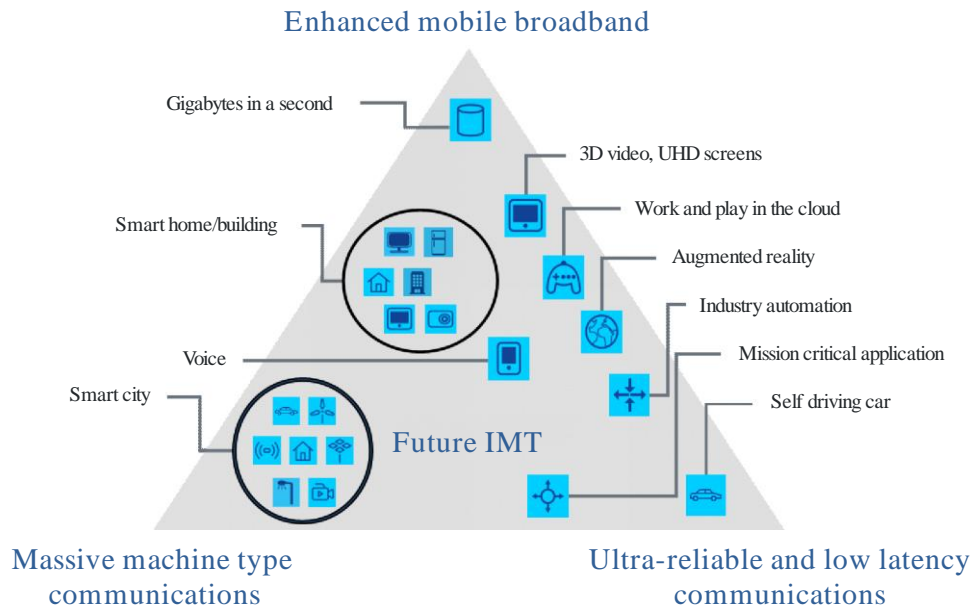 Enhanced mobile broadband
Gigabytes in a second
3D video, UHD screens
Work and play in the cloud
Smart home/building
Augmented reality
Industry automation
Voice
Mission critical application
Smart city
Self driving car
Future IMT
Massive machine type
communications
Ultra-reliable and low latency
communications